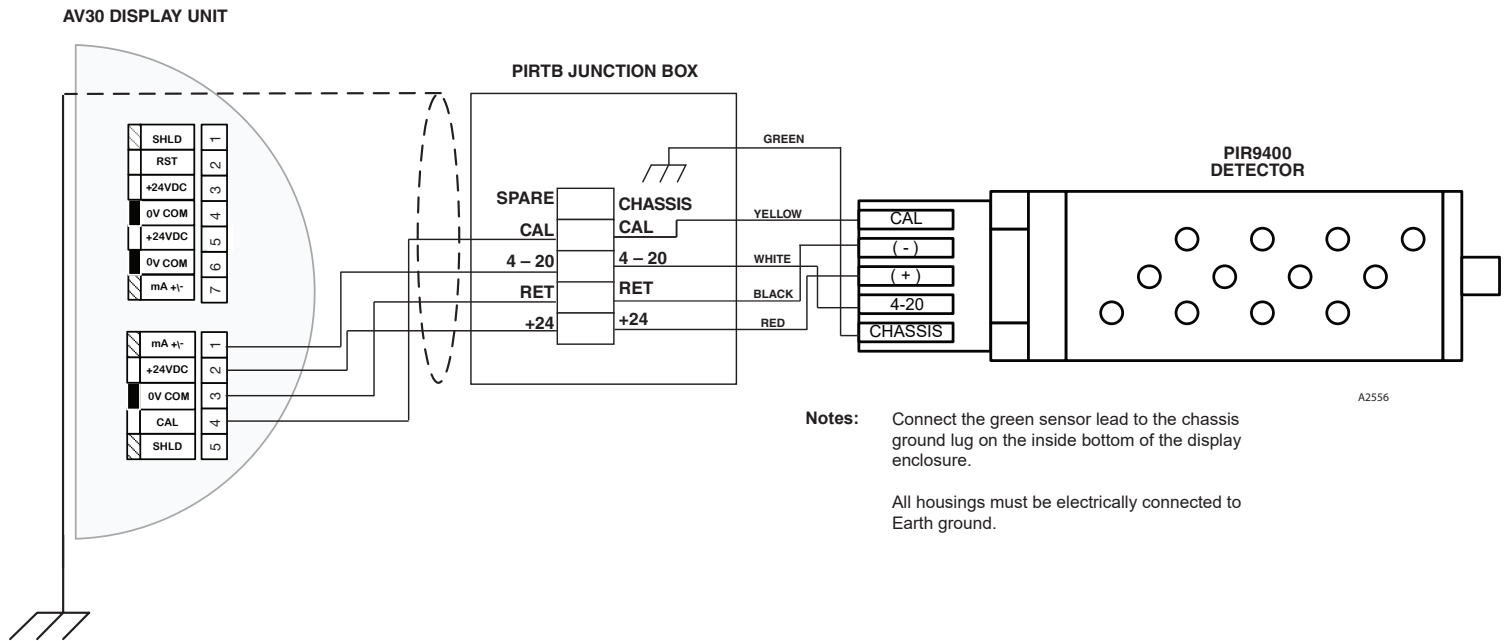 AV30 DISPLAY UNIT
SHLD 1
RST 2
+24VDC 3
0V COM 4
+24VDC 5
0V COM 6
mA +\- 7
mA +\- 1
+24VDC 2
0V COM 3
CAL 4
SHLD 5
PIRTB JUNCTION BOX
SPARE CHASSIS
CAL CAL
4 – 20 4 – 20
RET RET
+24 +24
GREEN
YELLOW
WHITE
BLACK
RED
PIR9400
DETECTOR
CAL
( - )
( + )
4-20
CHASSIS
A2556
Notes: Connect the green sensor lead to the chassis
ground lug on the inside bottom of the display
enclosure.
All housings must be electrically connected to
Earth ground.